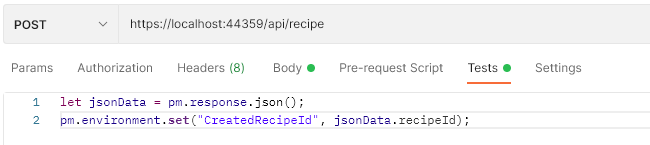 POST https://localhost:44359/api/recipe
Params Authorization Headers (8) Body Pre-request Script Tests Settings
1 let jsonData = pm.response.json();
2 pm.environment.set("CreatedRecipeId", jsonData.recipeId);